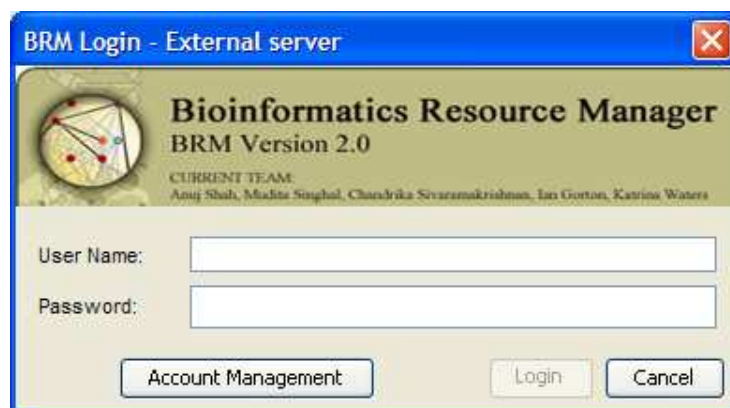 BRM Login - External server
Bioinformatics Resource Manager
BRM Version 2.0
CURRENT TEAM:
Anuj Shah, Mudita Singhal, Chandrika Sivaramakrishnan, Ian Gorton, Katrina Waters
User Name:
Password:
Account Management Login Cancel